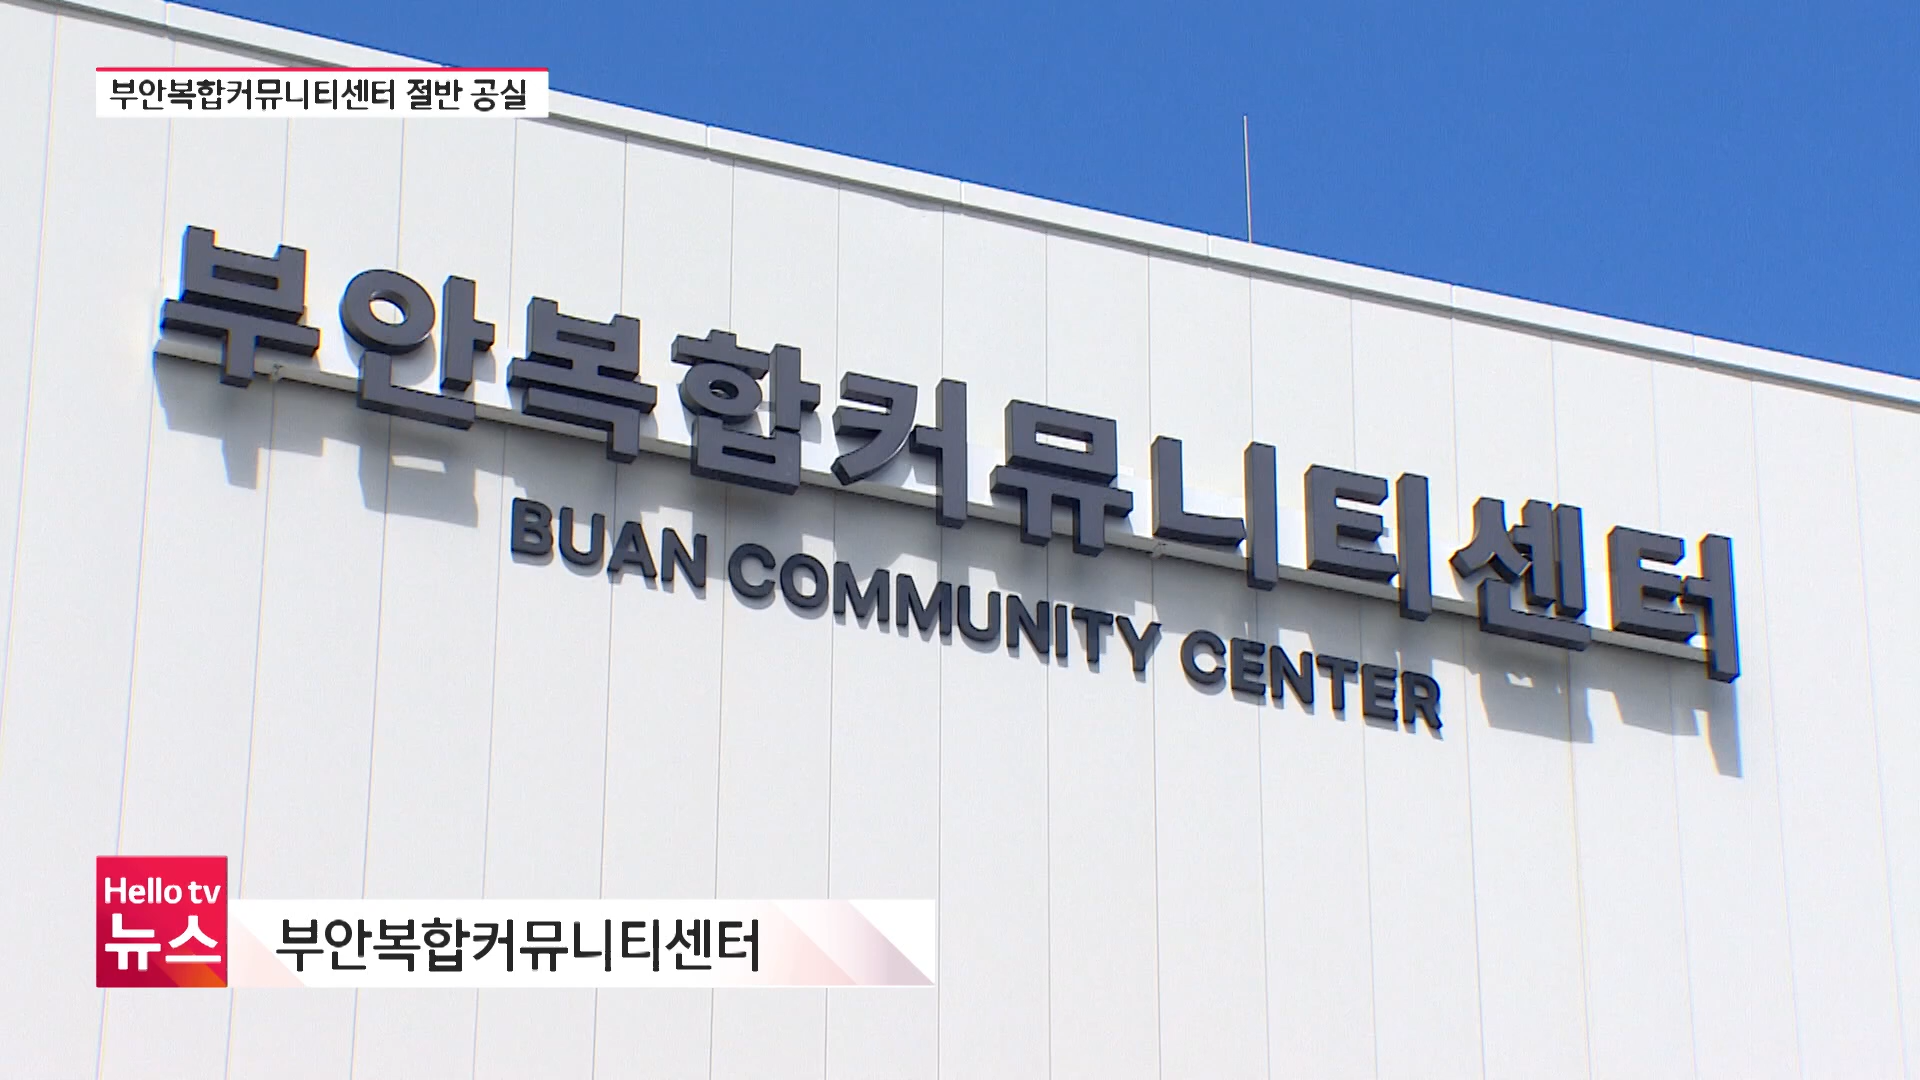 부안복합커뮤니티센터 절반 공실
부안복합커뮤니티센터
BUAN COMMUNITY CENTER
Hello tv
뉴스
부안복합커뮤니티센터